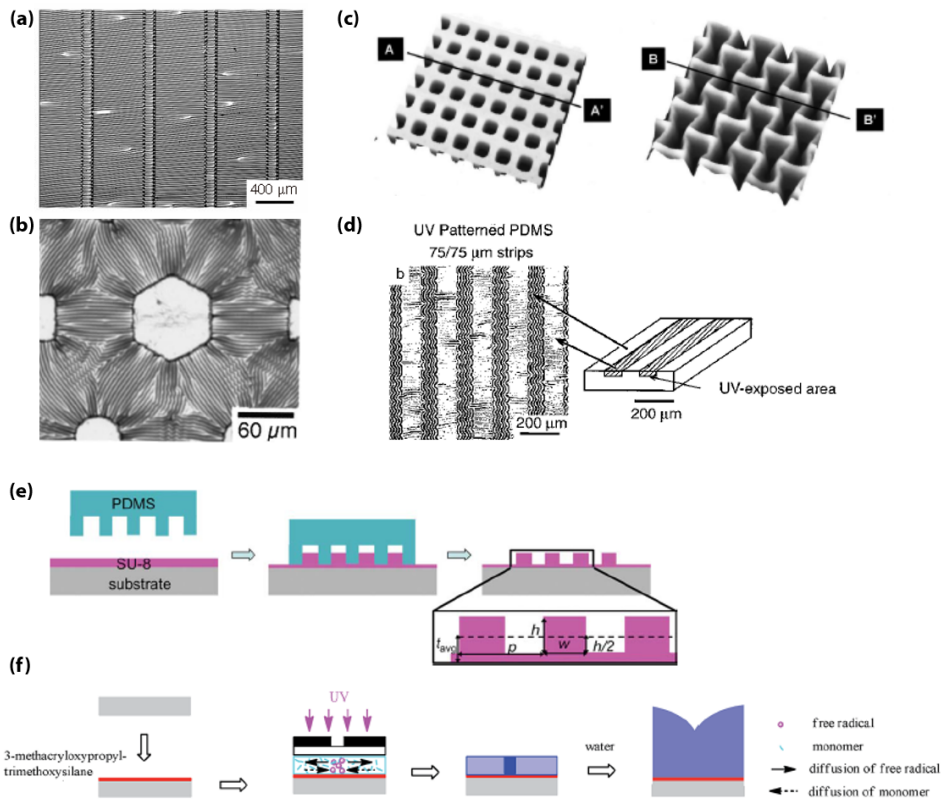 (a)
400 μm
(b)
60 μm
(c)
A
A'
B
B'
(d)
UV Patterned PDMS
75/75 μm strips
b
200 μm
UV-exposed area
200 μm
(e)
PDMS
SU-8
substrate
h
t avg
p
w
h/2
(f)
3-methacryloxypropyl-
trimethoxysilane
UV
water
free radical
monomer
diffusion of free radical
diffusion of monomer